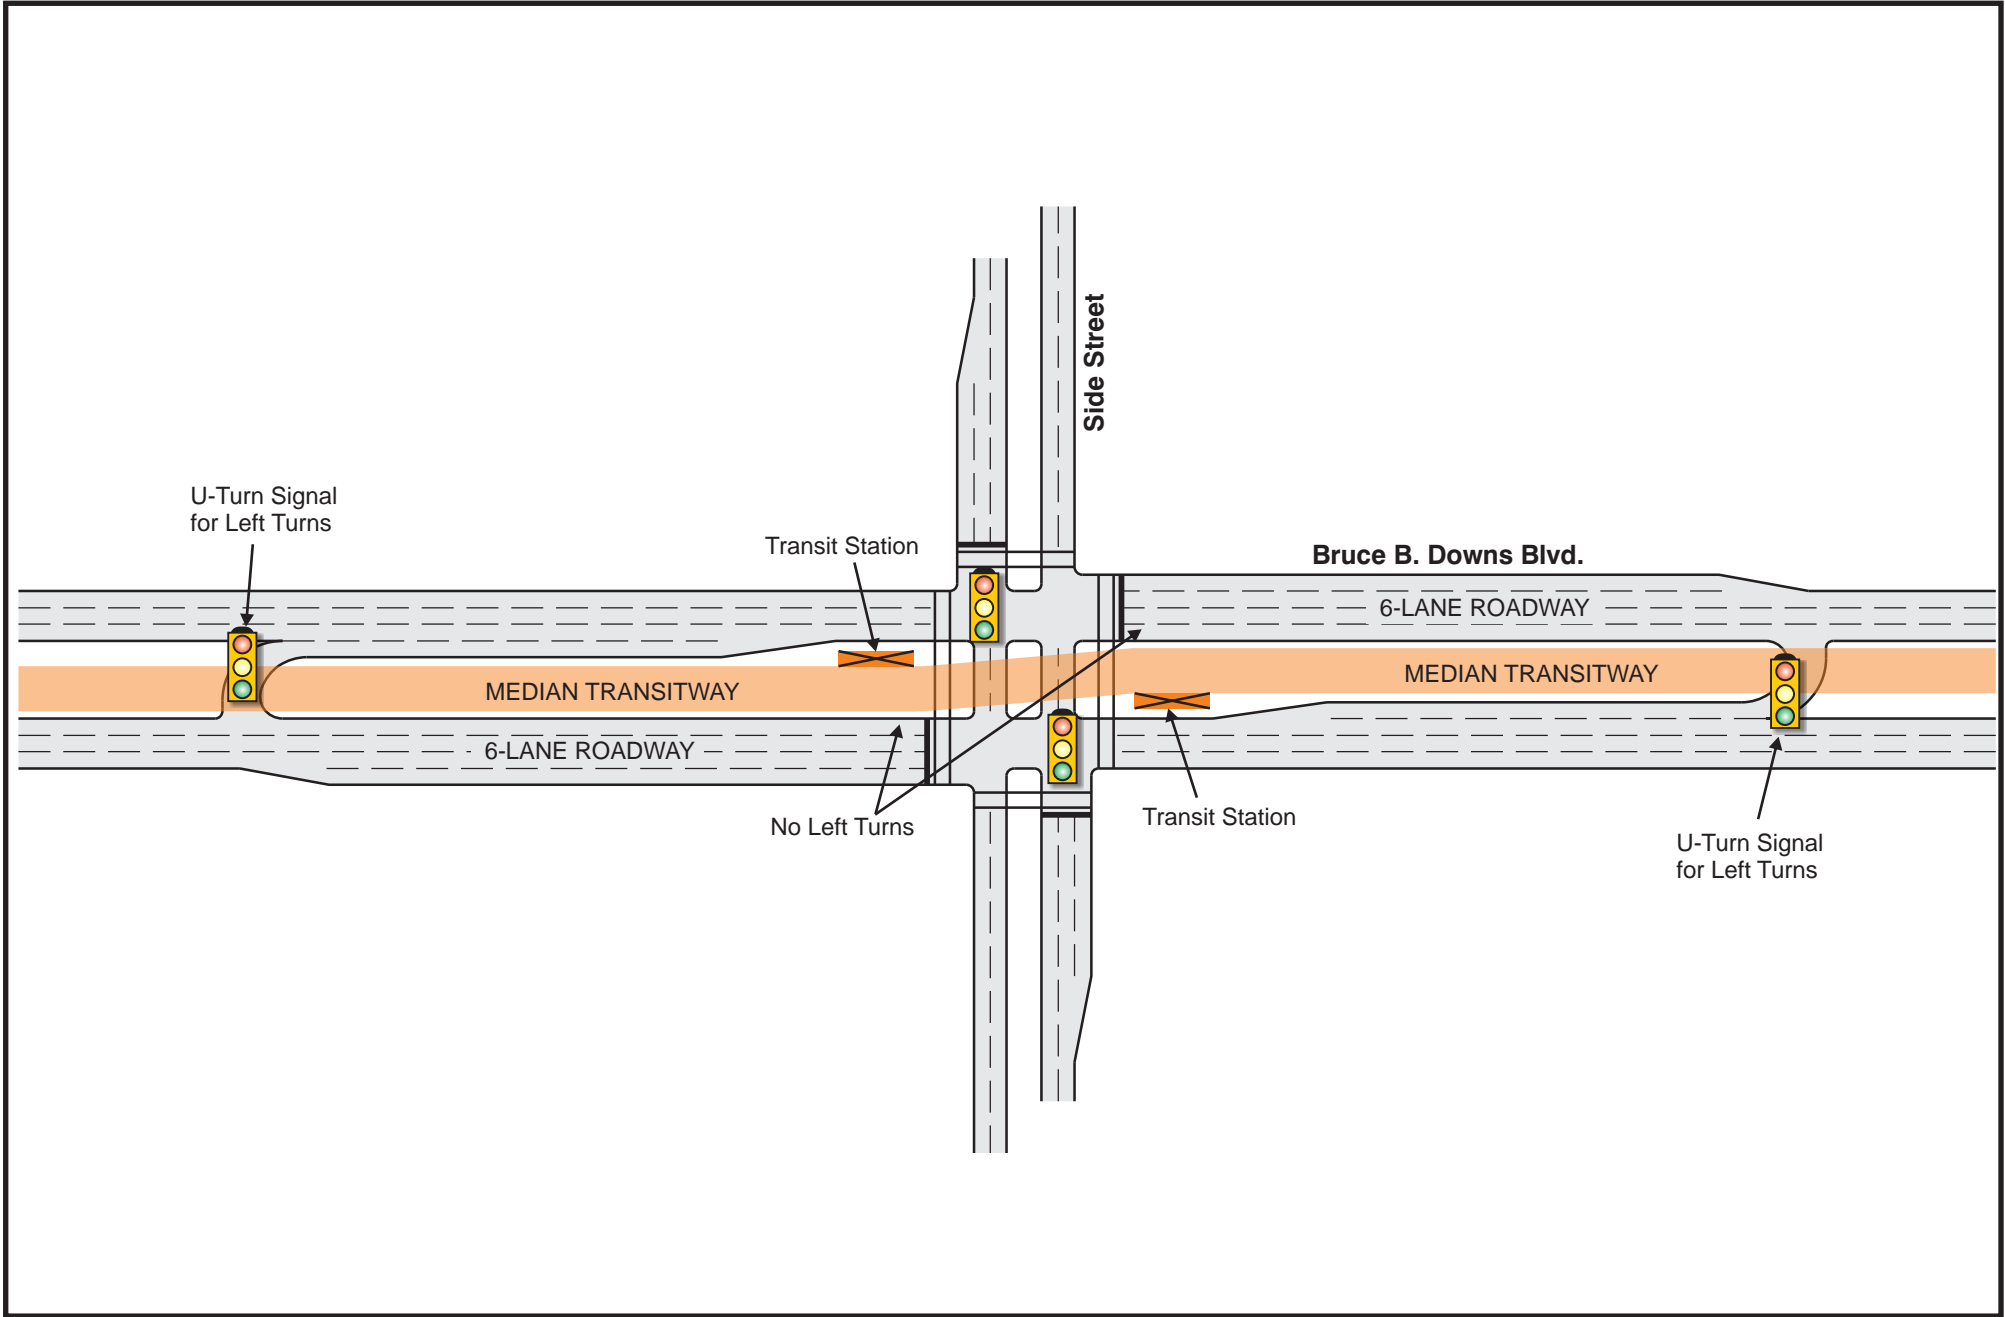 Side Street
U-Turn Signal
for Left Turns
Transit Station
Bruce B. Downs Blvd.
6-LANE ROADWAY
MEDIAN TRANSITWAY
MEDIAN TRANSITWAY
6-LANE ROADWAY
No Left Turns
Transit Station
U-Turn Signal
for Left Turns